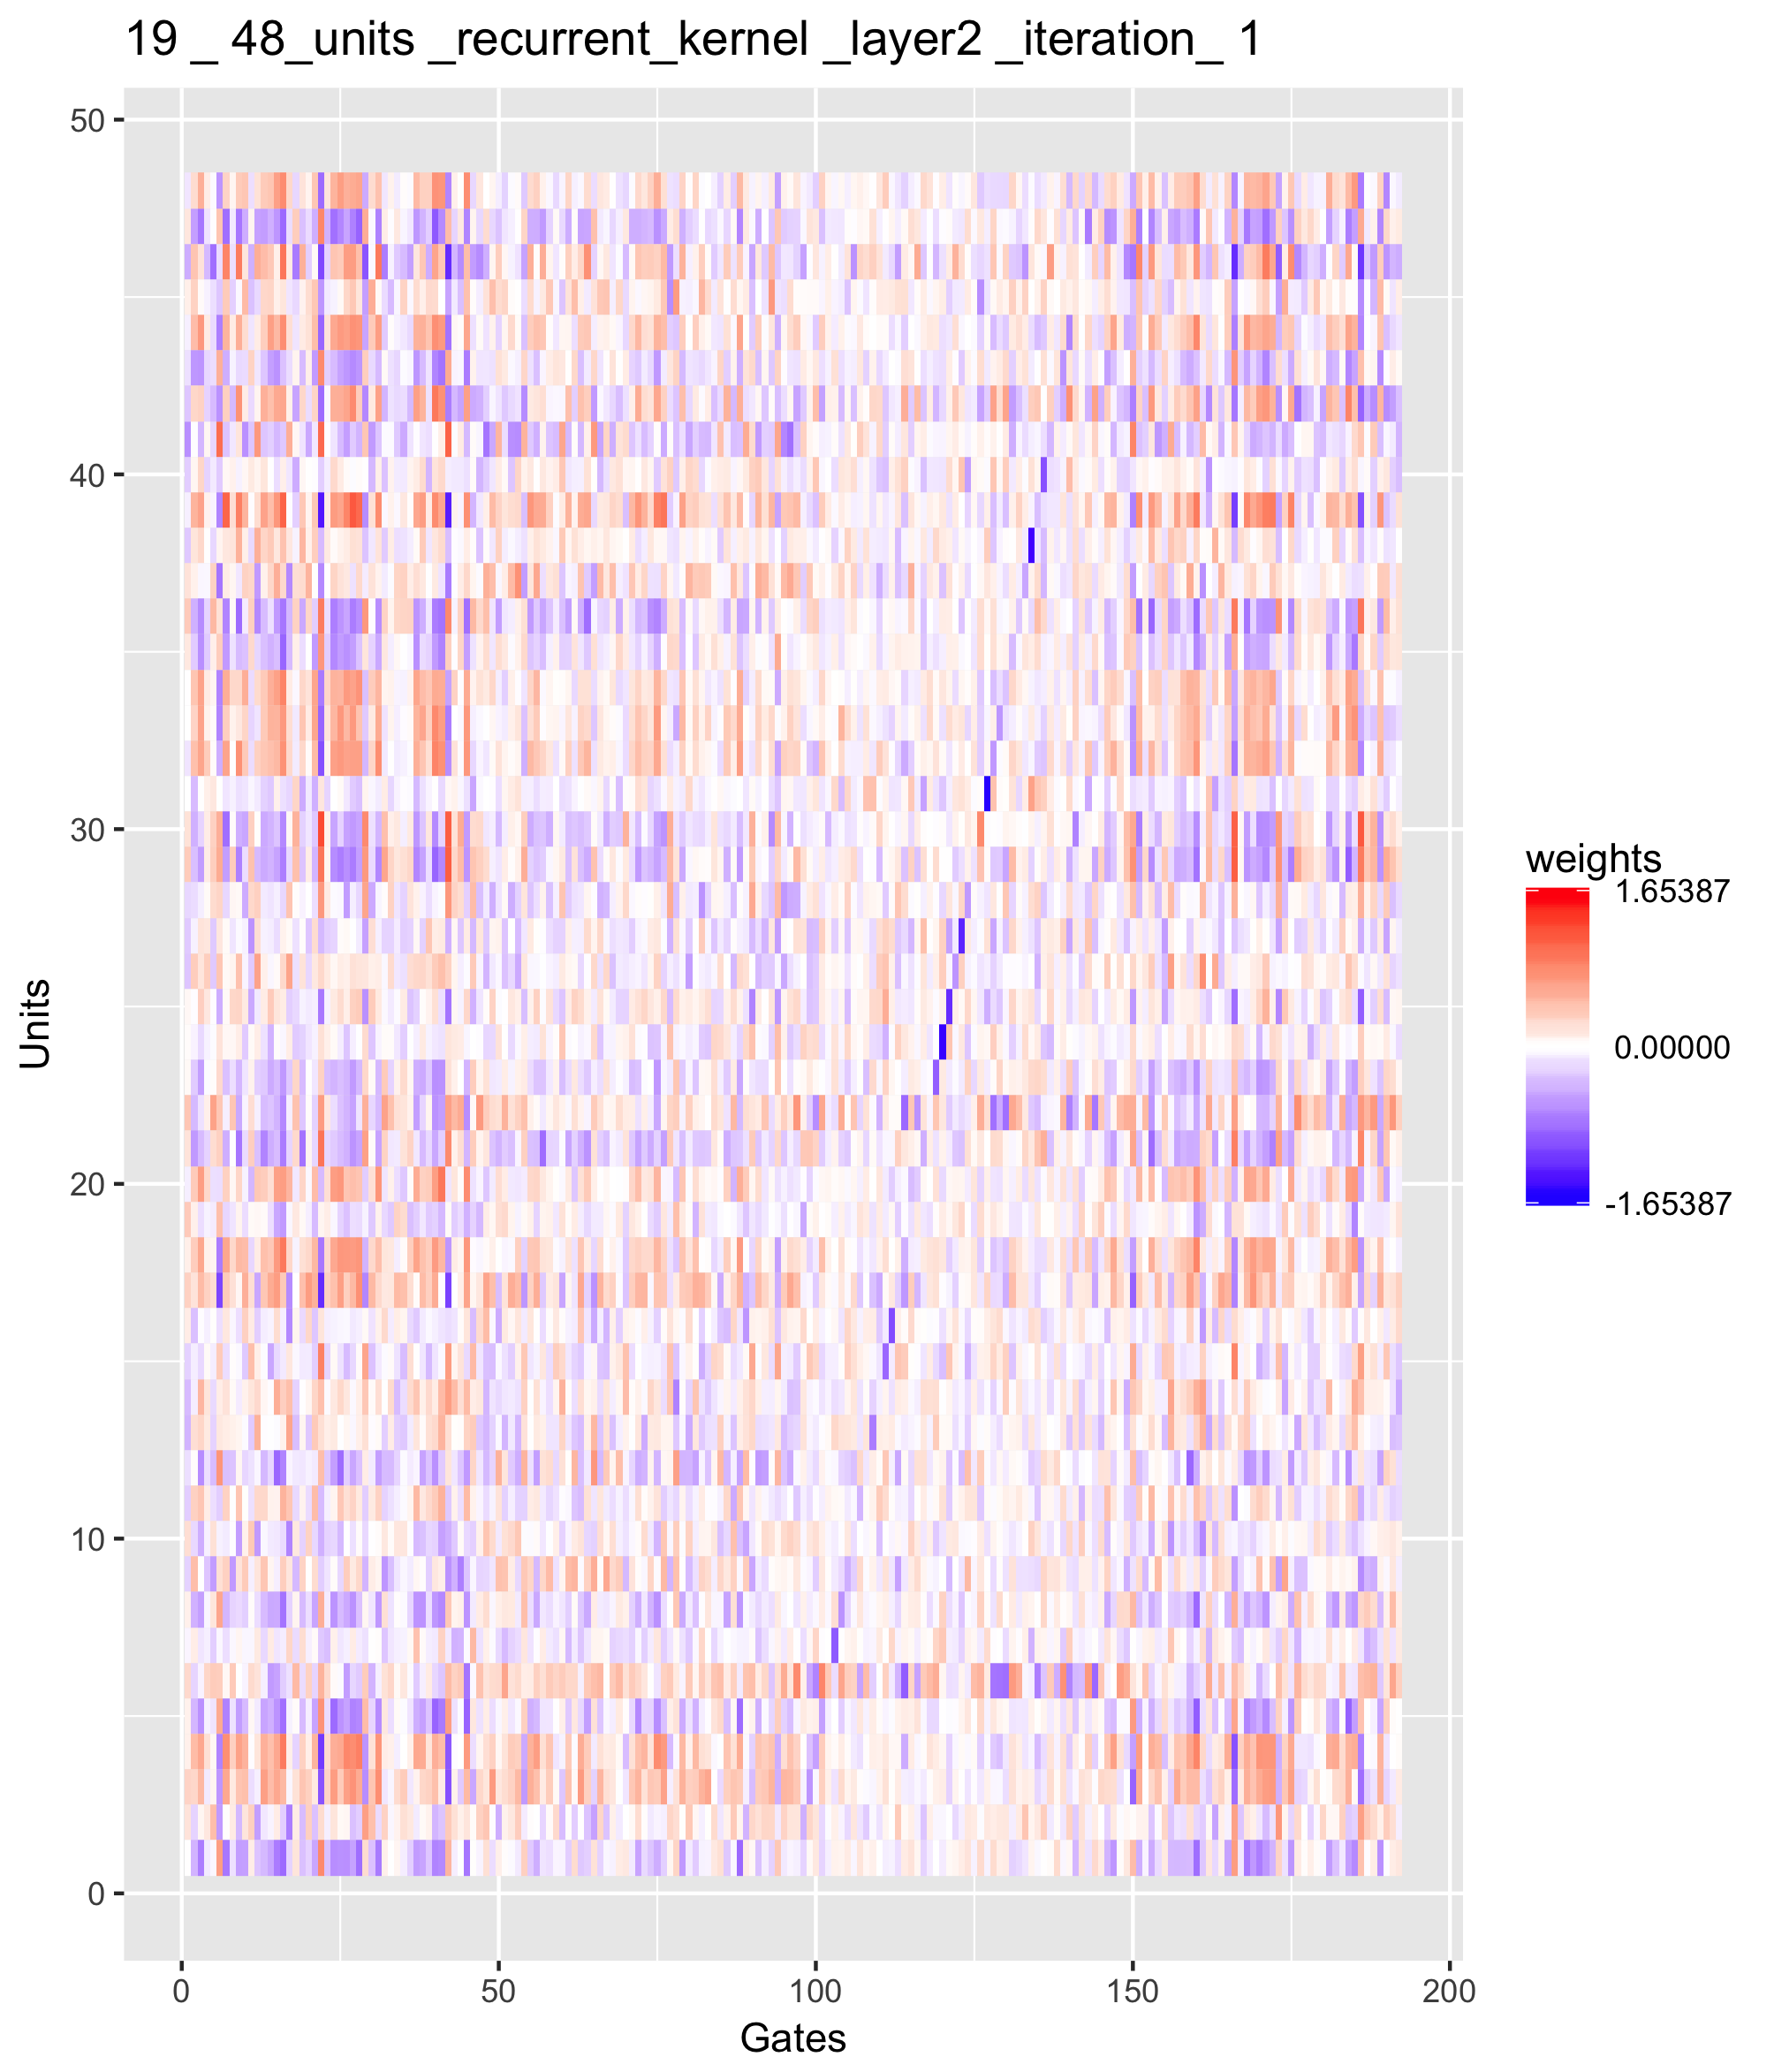 19 _ 48_units _recurrent_kernel _layer2 _iteration_ 1
50
40
30
20
10
0
Units
0 50 100 150 200
Gates
weights
1.65387
0.00000
-1.65387